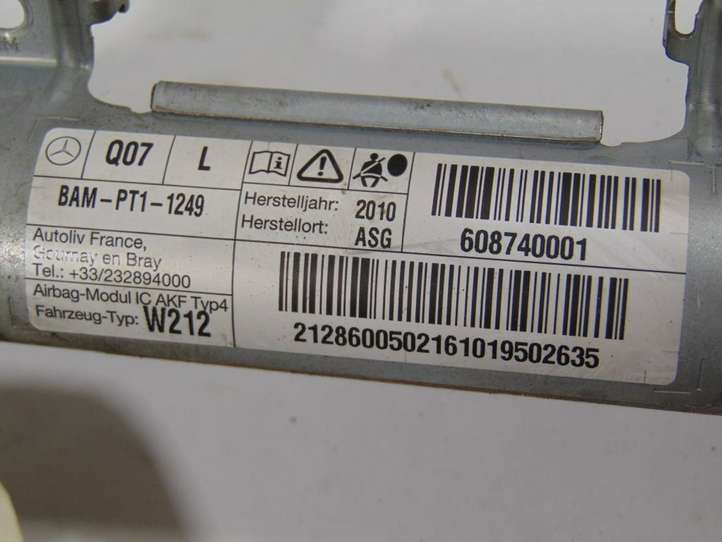 Q07 L
BAM-PT1-1249
Autoliv France,
Gournay en Bray
Tel.: +33/232894000
Airbag-Modul IC AKF Typ4
Fahrzeug-Typ: W212
Herstelljahr: 2010
Herstellort: ASG
608740001
2128600502161019502635